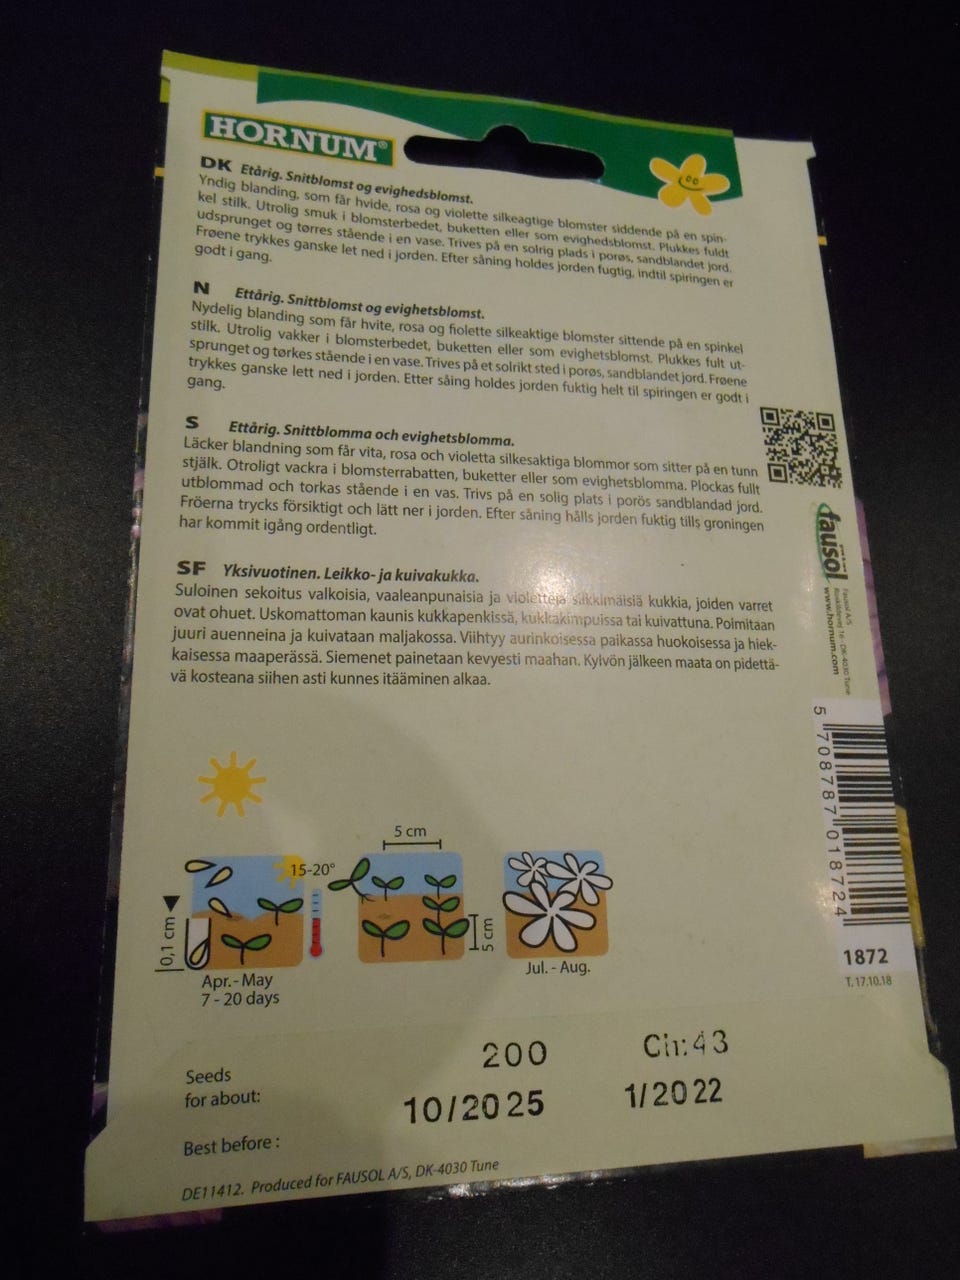 HORNUM®
DK Etårig. Snitblomst og evighedsblomst.
Yndig blanding, som får hvide, rosa og violette silkeagtige blomster siddende på en spin-
kel stilk. Utrolig smuk i blomsterbedet, buketten eller som evighedsblomst. Plukkes fuldt
udsprunget og tørres stående i en vase. Trives på en solrig plads i porøs, sandblandet jord.
Frøene trykkes ganske let ned i jorden. Efter såning holdes jorden fugtig, indtil spiringen er
godt i gang.
N Ettårig. Snittblomst og evighetsblomst.
Nydelig blanding som får hvite, rosa og fiolette silkeaktige blomster sittende på en spinkel
stilk. Utrolig vakker i blomsterbedet, buketten eller som evighetsblomst. Plukkes fult ut-
sprunget og tørkes stående i en vase. Trives på et solrikt sted i porøs, sandblandet jord. Frøene
trykkes ganske lett ned i jorden. Etter såing holdes jorden fuktig helt til spiringen er godt i
gang.
S Ettårig. Snittblomma och evighetsblomma.
Läcker blandning som får vita, rosa och violetta silkesaktiga blommor som sitter på en tunn
stjälk. Otroligt vackra i blomsterrabatten, buketter eller som evighetsblomma. Plockas fullt
utblommad och torkas stående i en vas. Trivs på en solig plats i porös sandblandad jord.
Fröerna trycks försiktigt och lätt ner i jorden. Efter såning hålls jorden fuktig tills groningen
har kommit igång ordentligt.
SF Yksivuotinen. Leikko- ja kuivakukka.
Suloinen sekoitus valkoisia, vaaleanpunaisia ja violetteja silkkimäisiä kukkia, joiden varret
ovat ohuet. Uskomattoman kaunis kukkapenkissä, kukkakimpuissa tai kuivattuna. Poimitaan
juuri auenneina ja kuivataan maljakossa. Viihtyy aurinkoisessa paikassa huokoisessa ja hiek-
kaisessa maaperässä. Siemenet painetaan kevyesti maahan. Kylvön jälkeen maata on pidettä-
vä kosteana siihen asti kunnes itääminen alkaa.
fausol
Fausol A/S
16 · DK-4030 Tune
www.hornum.com
5 708787 018724
1872
T. 17.10.18
5 cm
15-20°
0,1 cm
5 cm
Apr. - May
7 - 20 days
Jul. - Aug.
Seeds
for about:
200
Ch:43
Best before :
10/2025
1/2022
DE11412. Produced for FAUSOL A/S, DK-4030 Tune